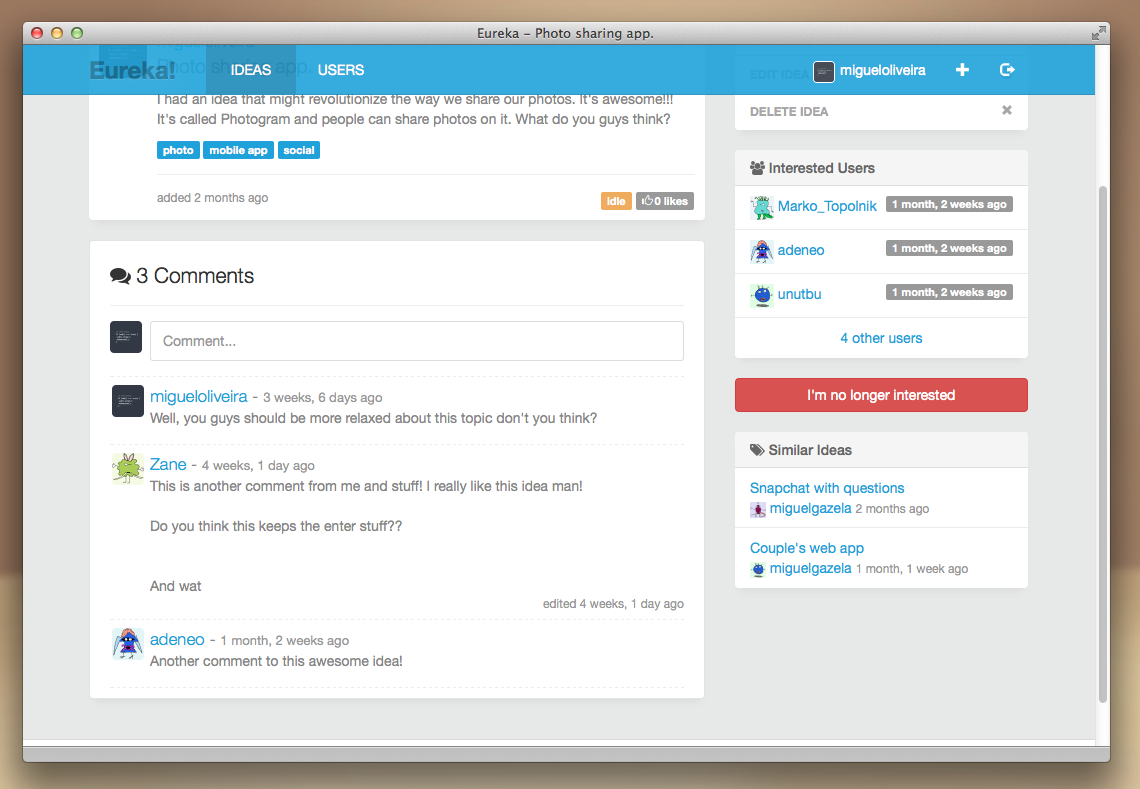 Eureka – Photo sharing app.
Eureka!
IDEAS
USERS
migueloliveira
Photo sharing app.
EDIT IDEA
DELETE IDEA
I had an idea that might revolutionize the way we share our photos. It's awesome!!!
It's called Photogram and people can share photos on it. What do you guys think?
photo mobile app social
added 2 months ago
Idle
0 likes
3 Comments
Comment...
migueloliveira - 3 weeks, 6 days ago
Well, you guys should be more relaxed about this topic don't you think?
Zane - 4 weeks, 1 day ago
This is another comment from me and stuff! I really like this idea man!
Do you think this keeps the enter stuff??
And wat
edited 4 weeks, 1 day ago
adeneo - 1 month, 2 weeks ago
Another comment to this awesome idea!
Interested Users
Marko_Topolnik 1 month, 2 weeks ago
adeneo 1 month, 2 weeks ago
unutbu 1 month, 2 weeks ago
4 other users
I'm no longer interested
Similar Ideas
Snapchat with questions
miguelgazela 2 months ago
Couple's web app
miguelgazela 1 month, 1 week ago